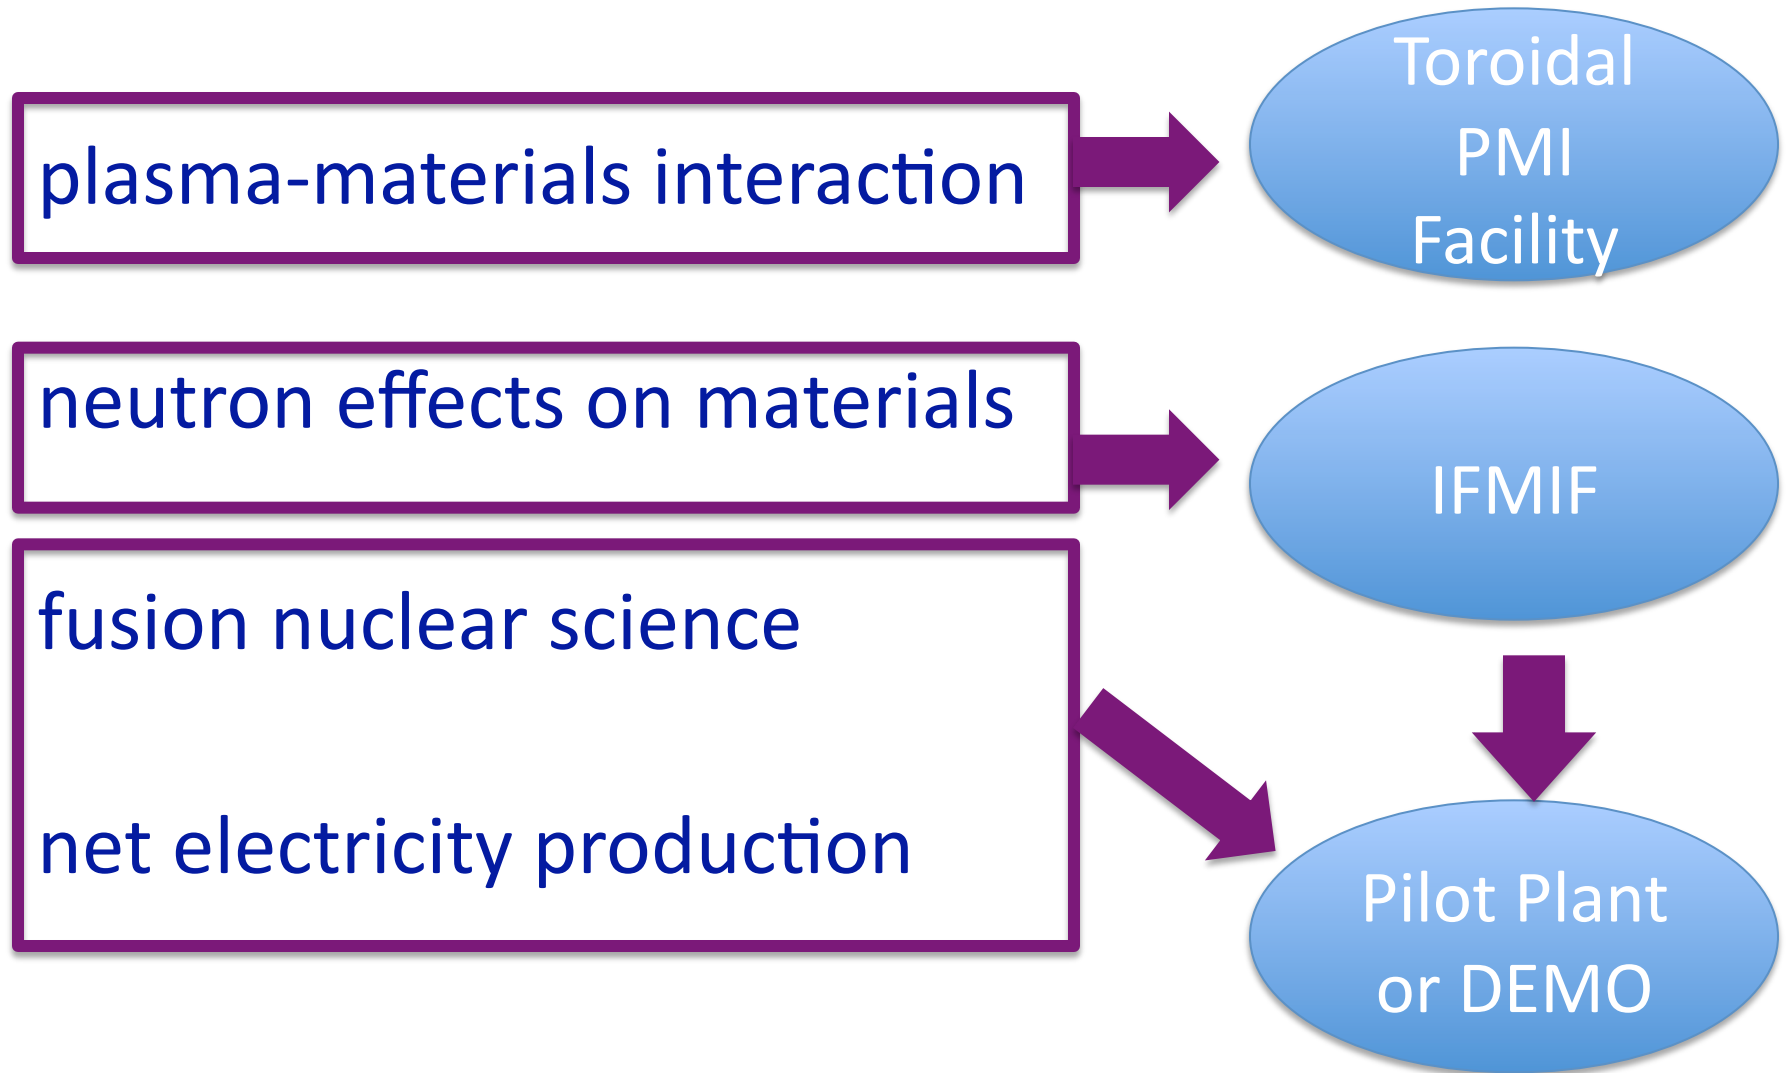 plasma-materials interaction
Toroidal
PMI
Facility
neutron effects on materials
IFMIF
fusion nuclear science
net electricity production
Pilot Plant
or DEMO